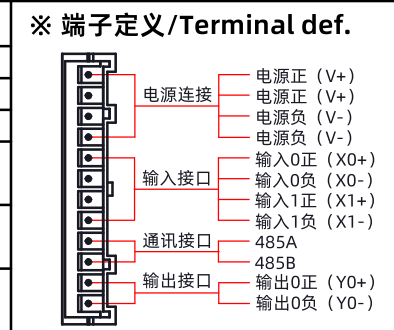 ※ 端子定义/Terminal def.
电源连接
电源正（V+）
电源正（V+）
电源负（V-）
电源负（V-）
输入接口
输入0正（X0+）
输入0负（X0-）
输入1正（X1+）
输入1负（X1-）
通讯接口
485A
485B
输出接口
输出0正（Y0+）
输出0负（Y0-）